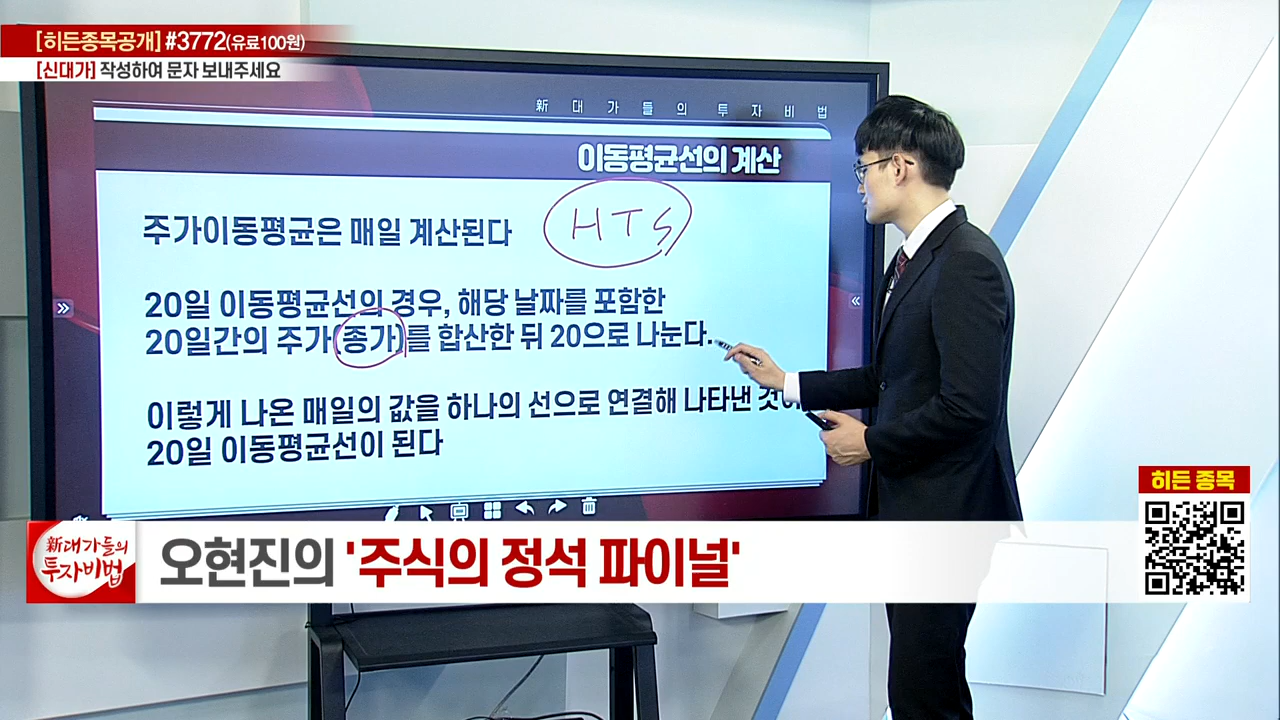 [히든종목공개] #3772(유료100원)
[신대가] 작성하여 문자 보내주세요
新 대 가 들 의 투 자 비 법
이동평균선의 계산
주가이동평균은 매일 계산된다
HTS
20일 이동평균선의 경우, 해당 날짜를 포함한
20일간의 주가(종가)를 합산한 뒤 20으로 나눈다.
이렇게 나온 매일의 값을 하나의 선으로 연결해 나타낸 것이
20일 이동평균선이 된다
히든 종목
新대가들의
투자비법
오현진의 '주식의 정석 파이널'